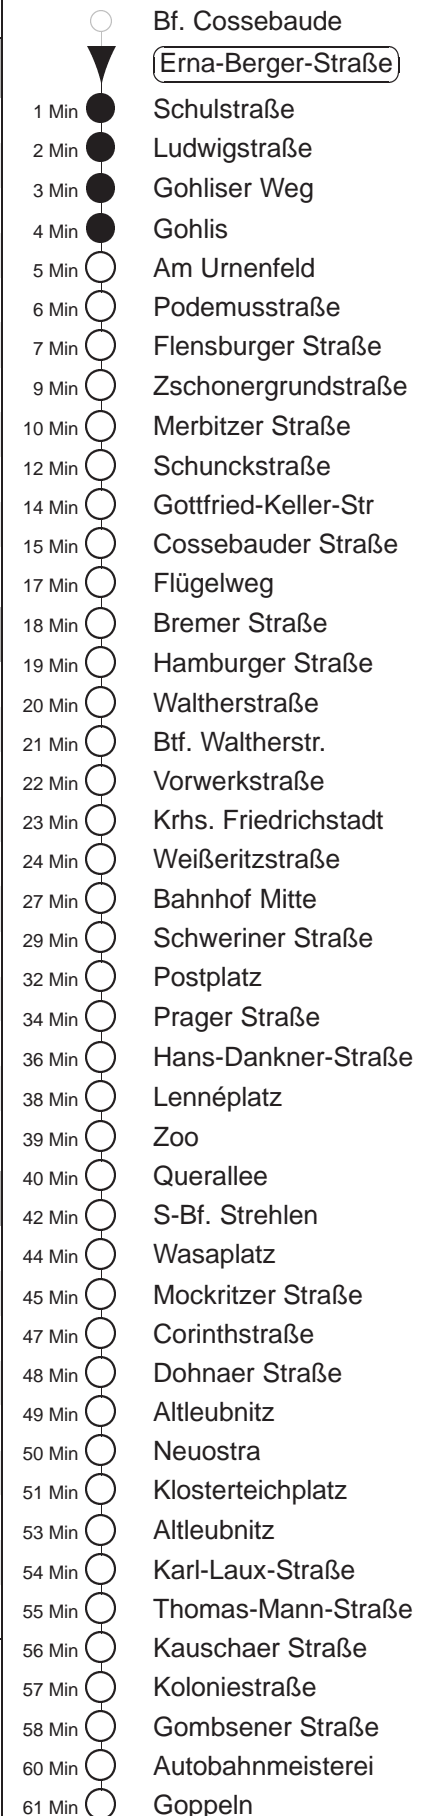 Bf. Cossebaude
Erna-Berger-Straße
1 Min Schulstraße
2 Min Ludwigstraße
3 Min Gohliser Weg
4 Min Gohlis
5 Min Am Urnenfeld
6 Min Podemusstraße
7 Min Flensburger Straße
9 Min Zschonergrundstraße
10 Min Merbitzer Straße
12 Min Schunckstraße
14 Min Gottfried-Keller-Str
15 Min Cossebauder Straße
17 Min Flügelweg
18 Min Bremer Straße
19 Min Hamburger Straße
20 Min Waltherstraße
21 Min Btf. Waltherstr.
22 Min Vorwerkstraße
23 Min Krhs. Friedrichstadt
24 Min Weißeritzstraße
27 Min Bahnhof Mitte
29 Min Schweriner Straße
32 Min Postplatz
34 Min Prager Straße
36 Min Hans-Dankner-Straße
38 Min Lennéplatz
39 Min Zoo
40 Min Querallee
42 Min S-Bf. Strehlen
44 Min Wasaplatz
45 Min Mockritzer Straße
47 Min Corinthstraße
48 Min Dohnaer Straße
49 Min Altleubnitz
50 Min Neuostra
51 Min Klosterteichplatz
53 Min Altleubnitz
54 Min Karl-Laux-Straße
55 Min Thomas-Mann-Straße
56 Min Kauschaer Straße
57 Min Koloniestraße
58 Min Gombsener Straße
60 Min Autobahnmeisterei
61 Min Goppeln